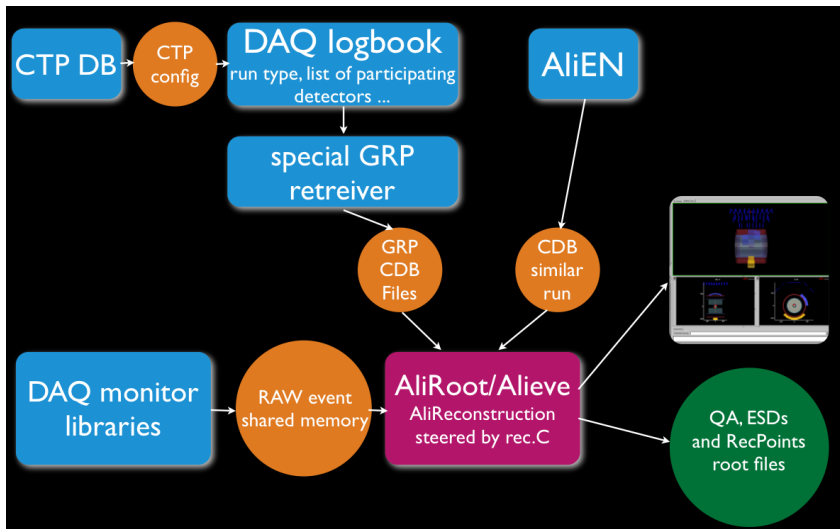 CTP DB
CTP
config
DAQ logbook
run type, list of participating
detectors ...
AliEN
special GRP
retreiver
GRP
CDB
Files
CDB
similar
run
DAQ monitor
libraries
RAW event
shared memory
AliRoot/Alieve
AliReconstruction
steered by rec.C
QA, ESDs
and RecPoints
root files